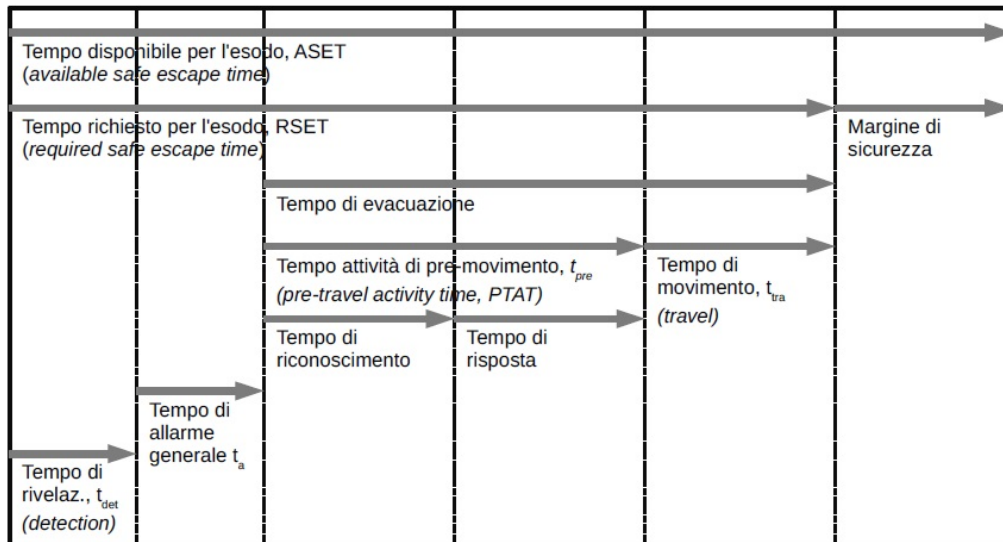 Tempo disponibile per l'esodo, ASET
(available safe escape time)
Tempo richiesto per l'esodo, RSET
(required safe escape time)
Margine di
sicurezza
Tempo di evacuazione
Tempo attività di pre-movimento, tpre
(pre-travel activity time, PTAT)
Tempo di
movimento, ttra
(travel)
Tempo di
riconoscimento
Tempo di
risposta
Tempo di
allarme
generale ta
Tempo di
rivelaz., tdet
(detection)